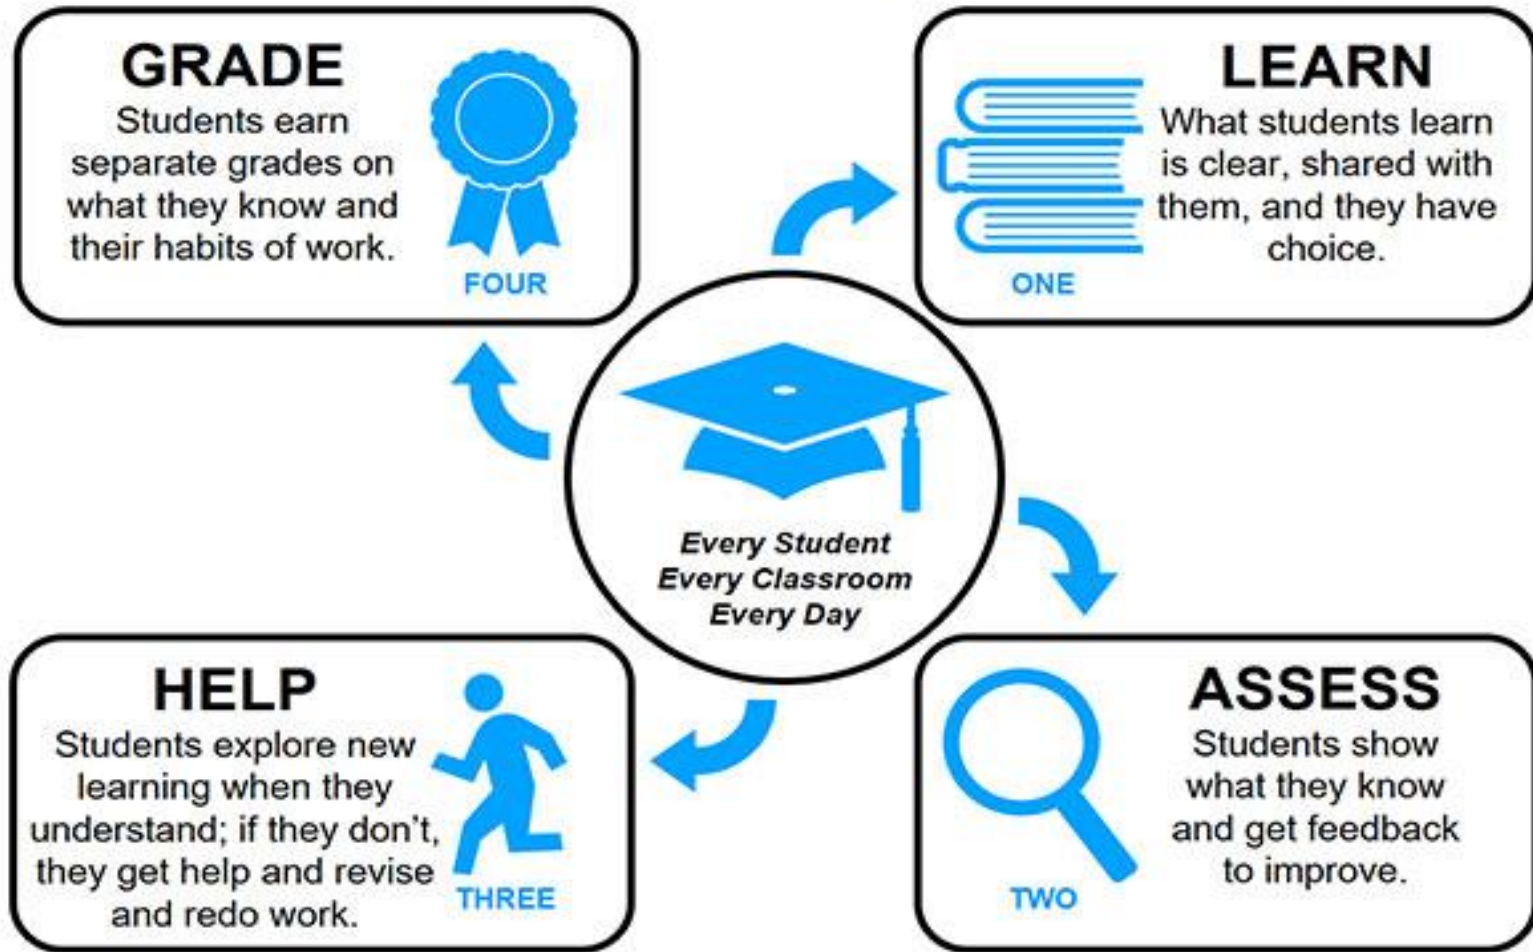 GRADE
Students earn
separate grades on
what they know and
their habits of work.
FOUR
LEARN
What students learn
is clear, shared with
them, and they have
choice.
ONE
Every Student
Every Classroom
Every Day
HELP
Students explore new
learning when they
understand; if they don’t,
they get help and revise
and redo work.
THREE
ASSESS
Students show
what they know
and get feedback
to improve.
TWO